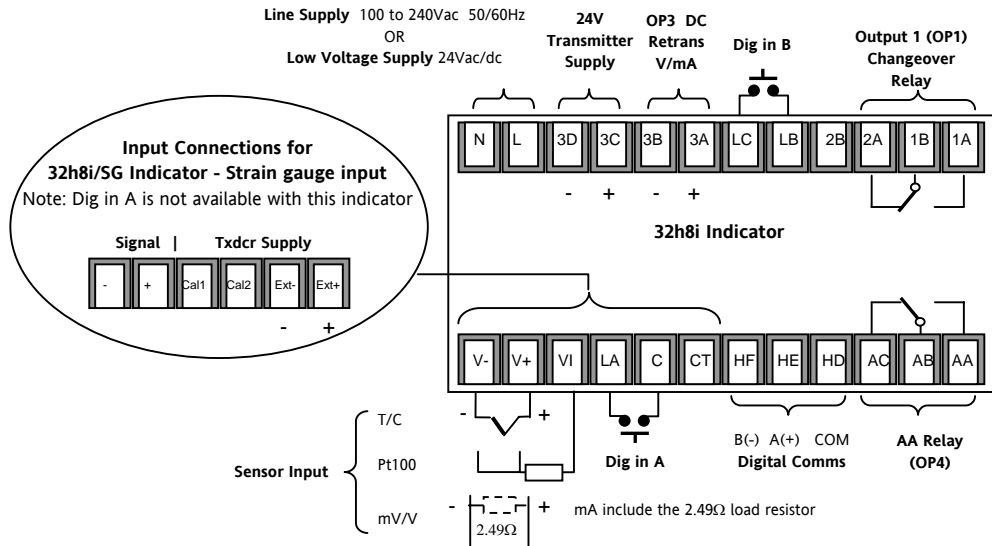 Line Supply 100 to 240Vac 50/60Hz
OR
Low Voltage Supply 24Vac/dc
24V
Transmitter
Supply
OP3 DC
Retrans
V/mA
Dig in B
Output 1 (OP1)
Changeover
Relay
N L 3D 3C 3B 3A LC LB 2B 2A 1B 1A
- + - +
32h8i Indicator
Input Connections for
32h8i/SG Indicator - Strain gauge input
Note: Dig in A is not available with this indicator
Signal | Txdcr Supply
- + Cal1 Cal2 Ext- Ext+
- +
V- V+ VI LA C CT HF HE HD AC AB AA
Sensor Input
- + T/C
Pt100
mV/V - +
2.49Ω
mA include the 2.49Ω load resistor
Dig in A
B(-) A(+) COM
Digital Comms
AA Relay
(OP4)